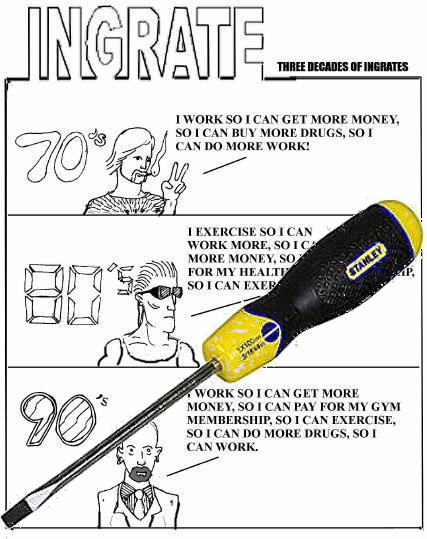 INGRATE
THREE DECADES OF INGRATES
70's
I WORK SO I CAN GET MORE MONEY,
SO I CAN BUY MORE DRUGS, SO I
CAN DO MORE WORK!
80's
I EXERCISE SO I CAN
WORK MORE, SO I
MORE MONEY, SO
FOR MY HEALTH
SO I CAN
STANLEY
90's
I WORK SO I CAN GET MORE
MONEY, SO I CAN PAY FOR MY GYM
MEMBERSHIP, SO I CAN EXERCISE,
SO I CAN DO MORE DRUGS, SO I
CAN WORK.